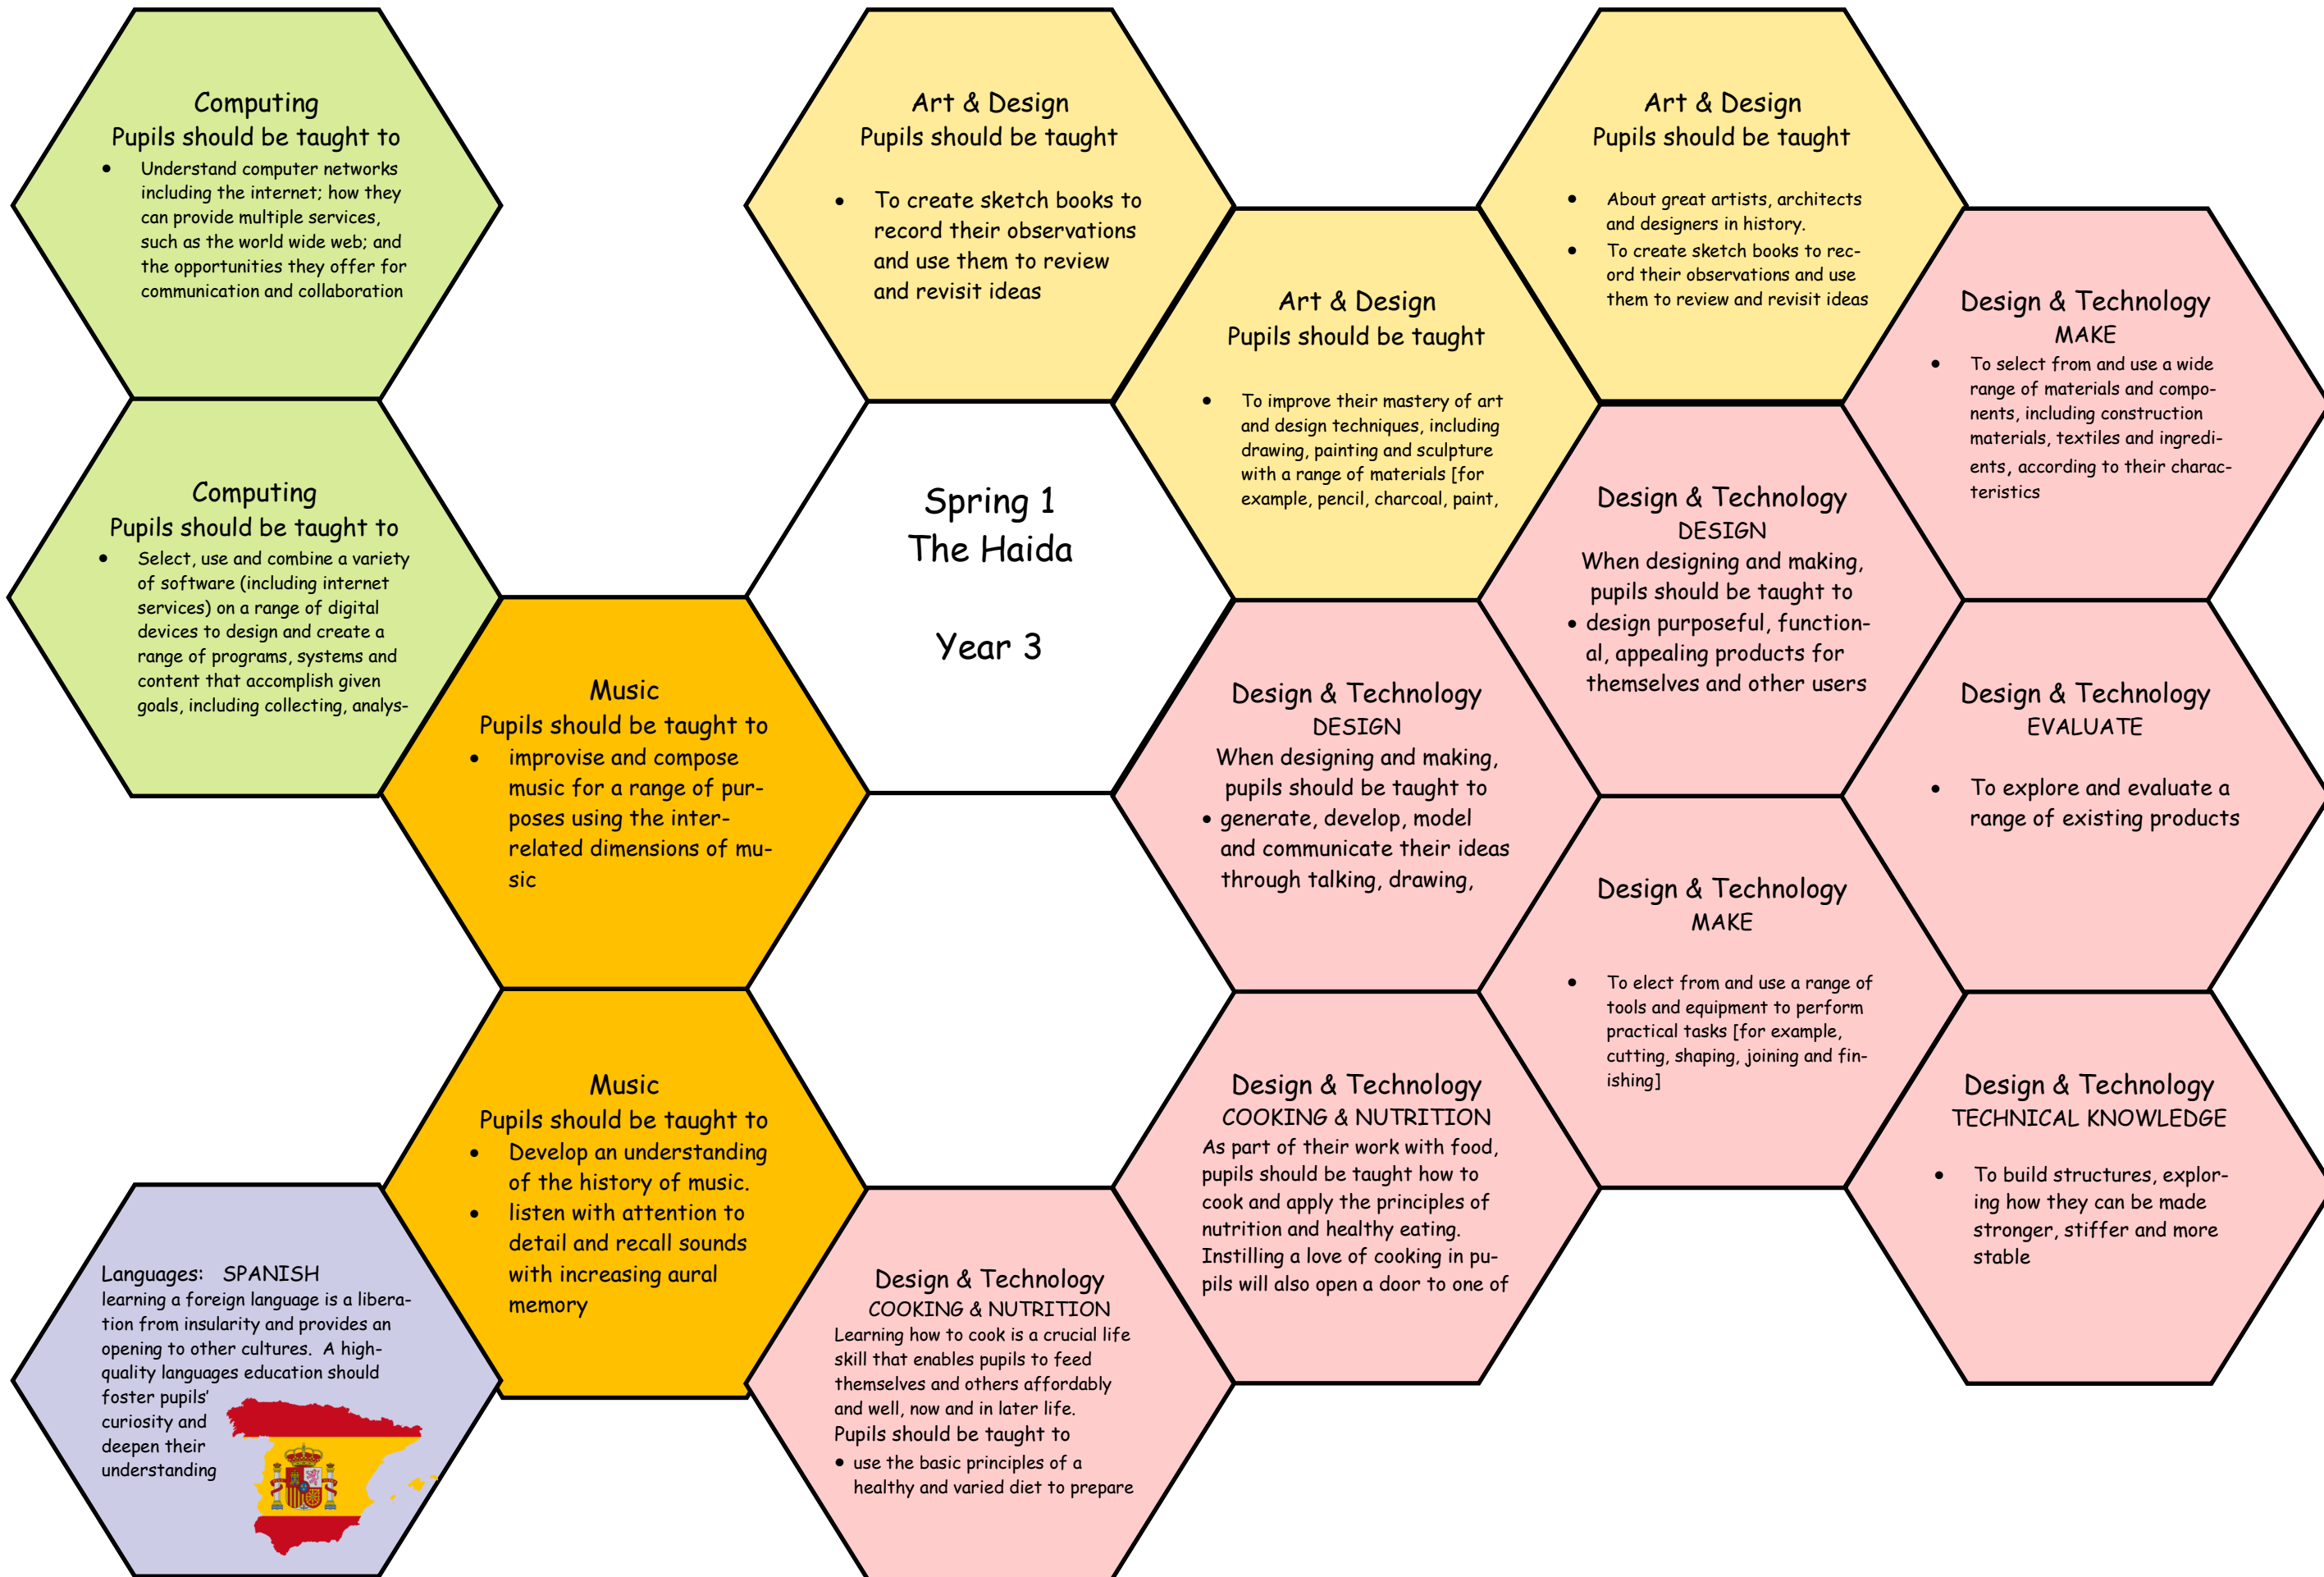 Computing
Pupils should be taught to
• Understand computer networks
including the internet; how they
can provide multiple services,
such as the world wide web; and
the opportunities they offer for
communication and collaboration
Art & Design
Pupils should be taught
• To create sketch books to
record their observations
and use them to review
and revisit ideas
Art & Design
Pupils should be taught
• About great artists, architects
and designers in history.
• To create sketch books to rec-
ord their observations and use
them to review and revisit ideas
Art & Design
Pupils should be taught
• To improve their mastery of art
and design techniques, including
drawing, painting and sculpture
with a range of materials [for
example, pencil, charcoal, paint,
Design & Technology
MAKE
• To select from and use a wide
range of materials and compo-
nents, including construction
materials, textiles and ingredi-
ents, according to their charac-
teristics
Computing
Pupils should be taught to
• Select, use and combine a variety
of software (including internet
services) on a range of digital
devices to design and create a
range of programs, systems and
content that accomplish given
goals, including collecting, analys-
Spring 1
The Haida
Year 3
Design & Technology
DESIGN
When designing and making,
pupils should be taught to
• design purposeful, function-
al, appealing products for
themselves and other users
Music
Pupils should be taught to
• improvise and compose
music for a range of pur-
poses using the inter-
related dimensions of mu-
sic
Design & Technology
DESIGN
When designing and making,
pupils should be taught to
• generate, develop, model
and communicate their ideas
through talking, drawing,
Design & Technology
EVALUATE
• To explore and evaluate a
range of existing products
Design & Technology
MAKE
• To elect from and use a range of
tools and equipment to perform
practical tasks [for example,
cutting, shaping, joining and fin-
ishing]
Music
Pupils should be taught to
• Develop an understanding
of the history of music.
• listen with attention to
detail and recall sounds
with increasing aural
memory
Design & Technology
COOKING & NUTRITION
As part of their work with food,
pupils should be taught how to
cook and apply the principles of
nutrition and healthy eating.
Instilling a love of cooking in pu-
pils will also open a door to one of
Design & Technology
TECHNICAL KNOWLEDGE
• To build structures, explor-
ing how they can be made
stronger, stiffer and more
stable
Languages: SPANISH
learning a foreign language is a libera-
tion from insularity and provides an
opening to other cultures. A high-
quality languages education should
foster pupils’
curiosity and
deepen their
understanding
Design & Technology
COOKING & NUTRITION
Learning how to cook is a crucial life
skill that enables pupils to feed
themselves and others affordably
and well, now and in later life.
Pupils should be taught to
• use the basic principles of a
healthy and varied diet to prepare